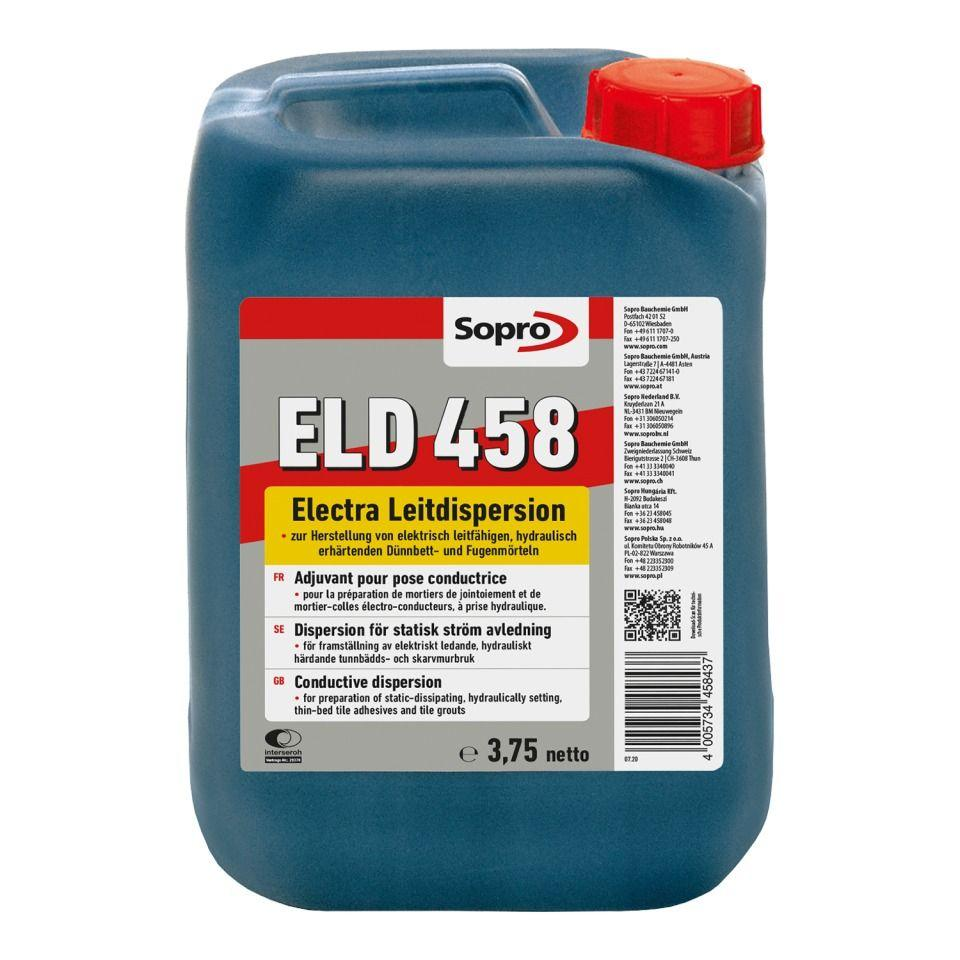 Sopro
ELD 458
Electra Leitdispersion
• zur Herstellung von elektrisch leitfähigen, hydraulisch
erhärtenden Dünnbett- und Fugenmörteln
FR Adjuvant pour pose conductrice
• pour la préparation de mortiers de jointoiement et de
mortier-colles électro-conducteurs, à prise hydraulique.
SE Dispersion för statisk ström avledning
• för framställning av elektriskt ledande, hydrauliskt
härdande tunnbädds- och skarvmurbruk
GB Conductive dispersion
• for preparation of static-dissipating, hydraulically setting,
thin-bed tile adhesives and tile grouts
interseroh
℮ 3,75 netto
Sopro Bauchemie GmbH
Postfach 42 01 52
D-65102 Wiesbaden
Fon +49 611 1707-0
Fax +49 611 1707-250
www.sopro.com
Sopro Bauchemie GmbH, Austria
Lagerstraße 7 | A-4481 Asten
Fon +43 7224 67141-0
Fax +43 7224 67181
www.sopro.at
Sopro Nederland B.V.
Kruyderlaan 21 A
NL-3431 BM Nieuwegein
Fon +31 306050214
Fax +31 306050896
www.soprobv.nl
Sopro Bauchemie GmbH
Zweigniederlassung Schweiz
Bierigutstrasse 2 | CH-3608 Thun
Fon +41 33 3340040
Fax +41 33 3340041
www.sopro.ch
Sopro Hungária Kft.
H-2092 Budakeszi
Bianka utca 14
Fon +36 23 458045
Fax +36 23 458048
www.sopro.hu
Sopro Polska Sp. z o.o.
ul. Komitetu Obrony Robotników 45 A
PL-02-822 Warszawa
Fon +48 223352300
Fax +48 223352309
www.sopro.pl
07.20
4 005734 458437